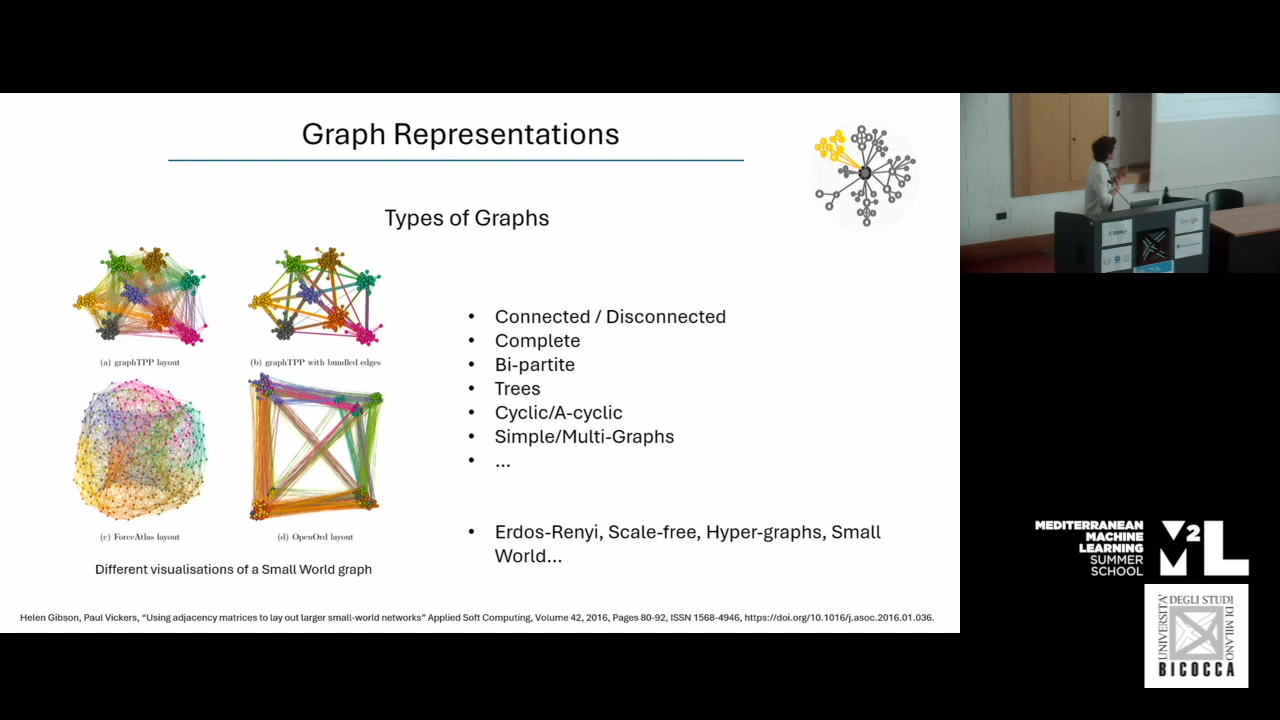 Graph Representations
Types of Graphs
(a) graphTPP layout
(b) graphTPP with bundled edges
(c) ForceAtlas layout
(d) OpenOrd layout
Different visualisations of a Small World graph
• Connected / Disconnected
• Complete
• Bi-partite
• Trees
• Cyclic/A-cyclic
• Simple/Multi-Graphs
• ...
• Erdos-Renyi, Scale-free, Hyper-graphs, Small
World...
Helen Gibson, Paul Vickers, “Using adjacency matrices to lay out larger small-world networks” Applied Soft Computing, Volume 42, 2016, Pages 80-92, ISSN 1568-4946, https://doi.org/10.1016/j.asoc.2016.01.036.
Google
MEDITERRANEAN
MACHINE
LEARNING
SUMMER
SCHOOL
M2L
UNIVERSITA'
DEGLI STUDI
DI MILANO
BICOCCA